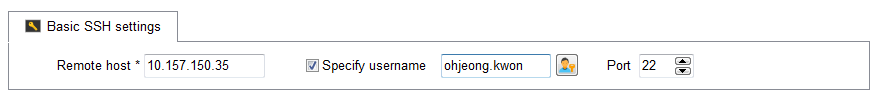 Basic SSH settings
Remote host * 10.157.150.35 Specify username ohjeong.kwon Port 22